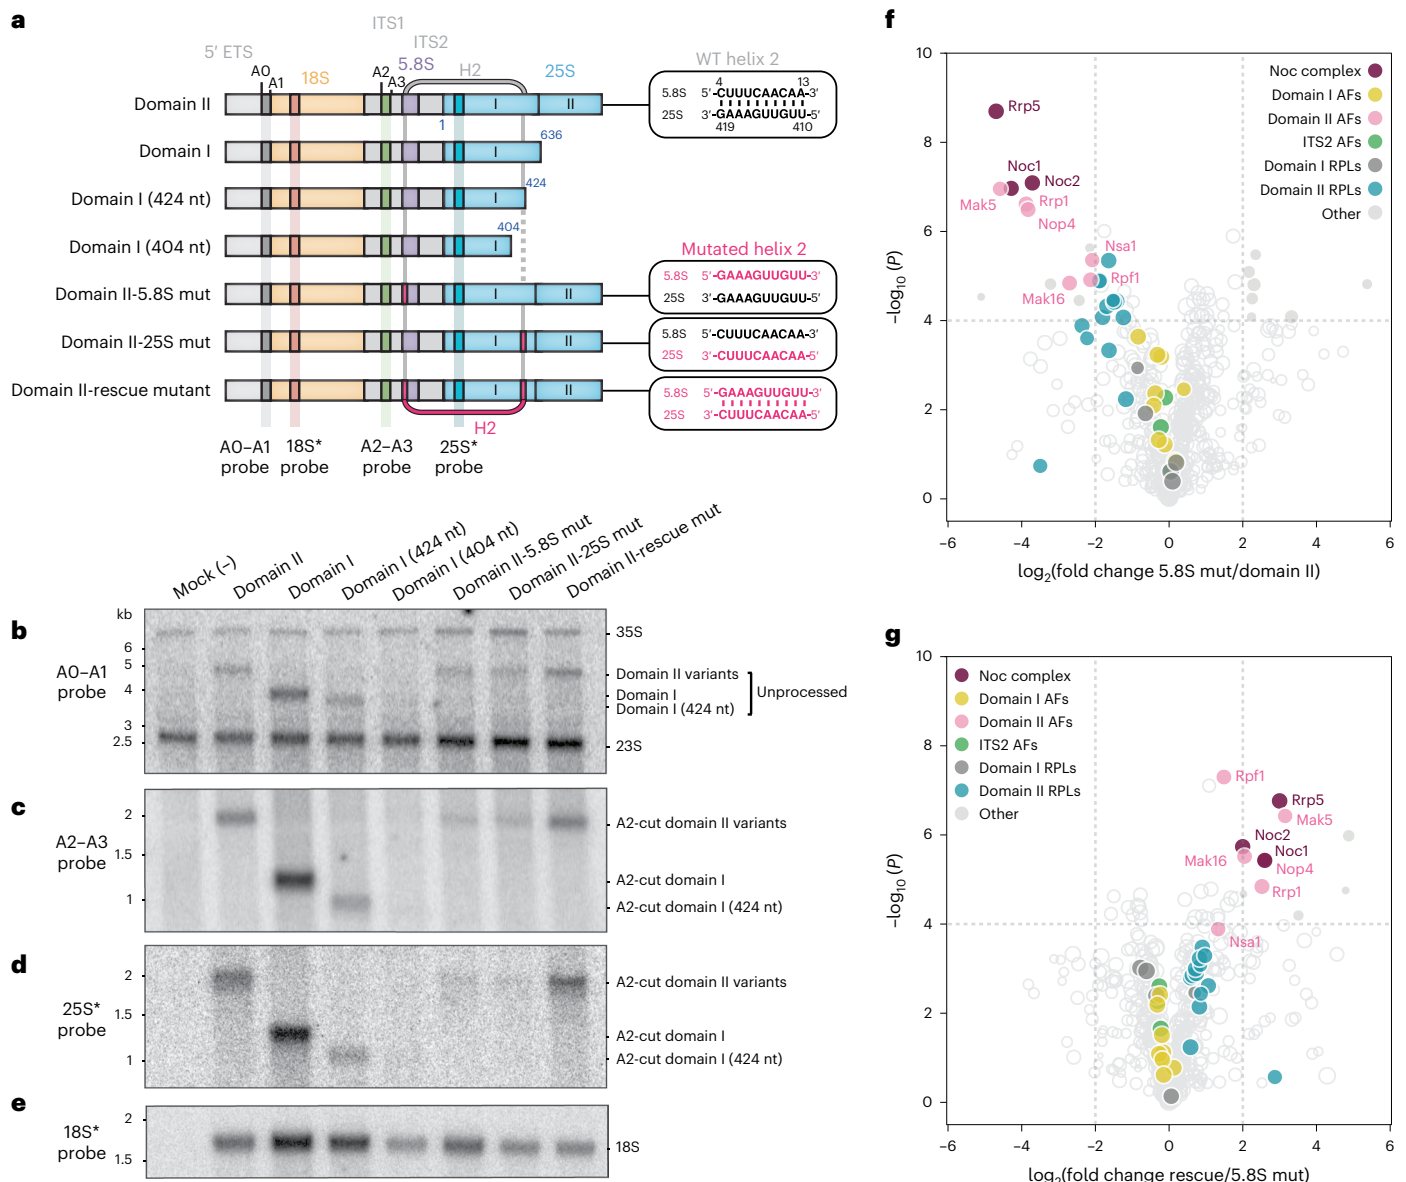 a
ITS1
ITS2
5′ ETS
A0
A1
18S
A2
A3
5.8S
H2
25S
Domain II
I
II
1
WT helix 2
4 13
5.8S 5′-CUUUCAACAA-3′
25S 3′-GAAAGUUGUU-5′
419 410
Domain I
I
636
Domain I (424 nt)
I
424
Domain I (404 nt)
I
404
Mutated helix 2
Domain II-5.8S mut
I
II
5.8S 5′-GAAAGUUGUU-3′
25S 3′-GAAAGUUGUU-5′
Domain II-25S mut
I
II
5.8S 5′-CUUUCAACAA-3′
25S 3′-CUUUCAACAA-5′
Domain II-rescue mutant
I
II
5.8S 5′-GAAAGUUGUU-3′
25S 3′-CUUUCAACAA-5′
H2
A0–A1 probe
18S* probe
A2–A3 probe
25S* probe
Mock (–)
Domain II
Domain I
Domain I (424 nt)
Domain I (404 nt)
Domain II-5.8S mut
Domain II-25S mut
Domain II-rescue mut
b
kb
A0–A1 probe
6
5
4
3
2.5
35S
Domain II variants
Domain I
Domain I (424 nt)
Unprocessed
23S
c
A2–A3 probe
2
1.5
1
A2-cut domain II variants
A2-cut domain I
A2-cut domain I (424 nt)
d
25S* probe
2
1.5
1
A2-cut domain II variants
A2-cut domain I
A2-cut domain I (424 nt)
e
18S* probe
2
1.5
18S
f
10
8
6
4
2
0
–log10 (P)
–6 –4 –2 0 2 4 6
log2(fold change 5.8S mut/domain II)
Noc complex
Domain I AFs
Domain II AFs
ITS2 AFs
Domain I RPLs
Domain II RPLs
Other
Rrp5
Noc1
Noc2
Mak5
Rrp1
Nop4
Nsa1
Rpf1
Mak16
g
10
8
6
4
2
0
–log10 (P)
–6 –4 –2 0 2 4 6
log2(fold change rescue/5.8S mut)
Noc complex
Domain I AFs
Domain II AFs
ITS2 AFs
Domain I RPLs
Domain II RPLs
Other
Rpf1
Rrp5
Mak5
Noc2
Noc1
Mak16
Nop4
Rrp1
Nsa1